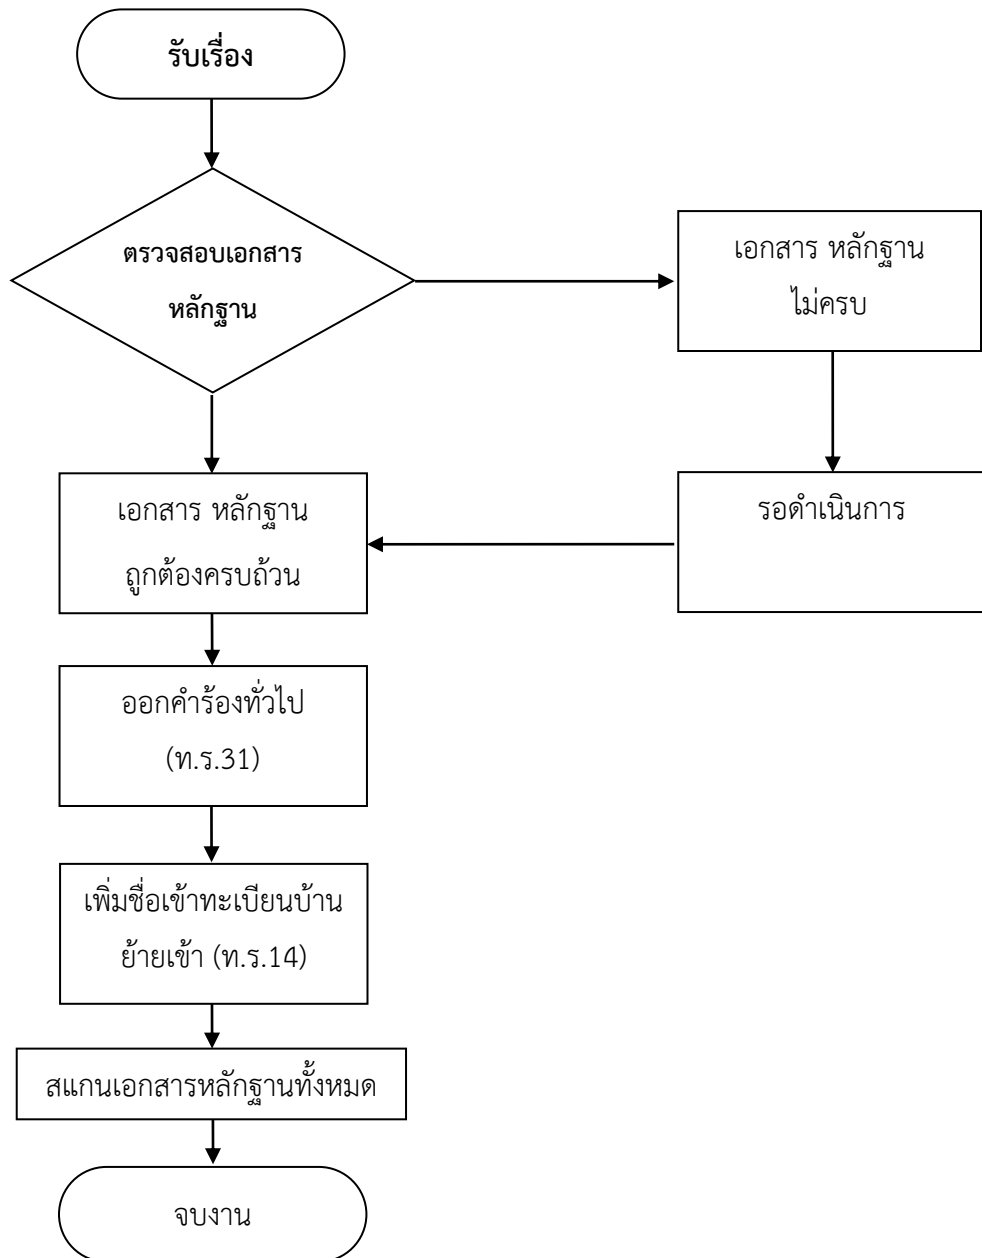 รับเรื่อง
ตรวจสอบเอกสาร
หลักฐาน
เอกสาร หลักฐาน
ไม่ครบ
รอดำเนินการ
เอกสาร หลักฐาน
ถูกต้องครบถ้วน
ออกคำร้องทั่วไป
(ท.ร.31)
เพิ่มชื่อเข้าทะเบียนบ้าน
ย้ายเข้า (ท.ร.14)
สแกนเอกสารหลักฐานทั้งหมด
จบงาน